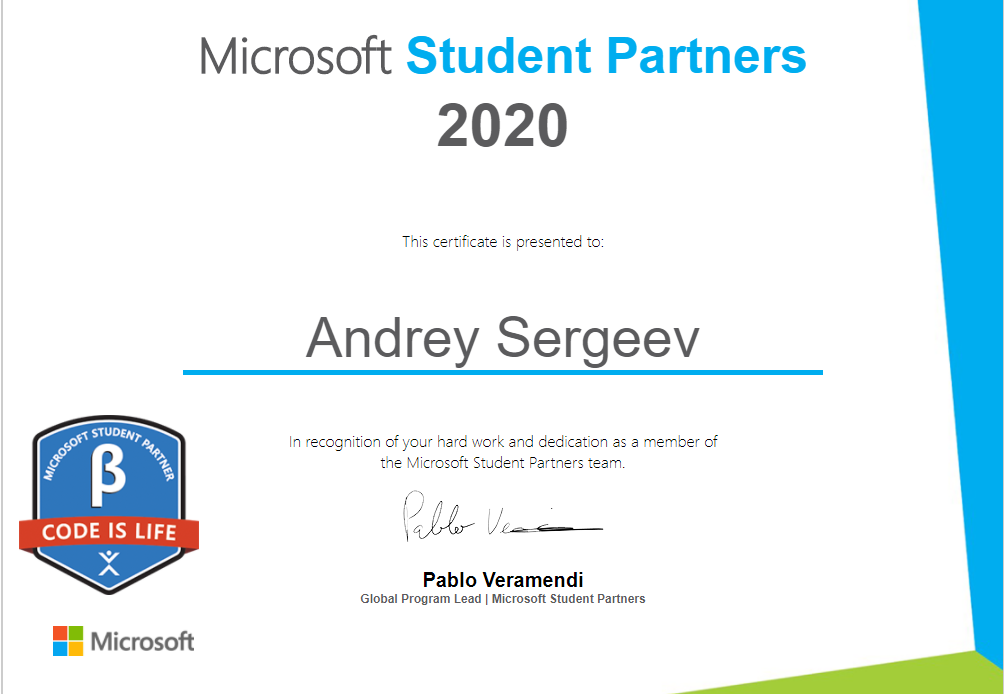 Microsoft Student Partners
2020
This certificate is presented to:
Andrey Sergeev
In recognition of your hard work and dedication as a member of
the Microsoft Student Partners team.
Pablo Veramendi
Global Program Lead | Microsoft Student Partners
MICROSOFT STUDENT PARTNER
β
CODE IS LIFE
Microsoft